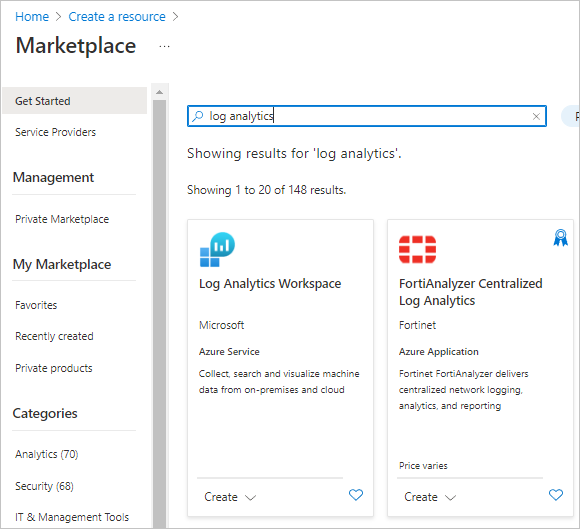 Home > Create a resource >
Marketplace ...
Get Started
Service Providers
Management
Private Marketplace
My Marketplace
Favorites
Recently created
Private products
Categories
Analytics (70)
Security (68)
IT & Management Tools
log analytics
Showing results for 'log analytics'.
Showing 1 to 20 of 148 results.
Log Analytics Workspace
Microsoft
Azure Service
Collect, search and visualize machine
data from on-premises and cloud
Create
FortiAnalyzer Centralized
Log Analytics
Fortinet
Azure Application
Fortinet FortiAnalyzer delivers
centralized network logging,
analytics, and reporting
Price varies
Create